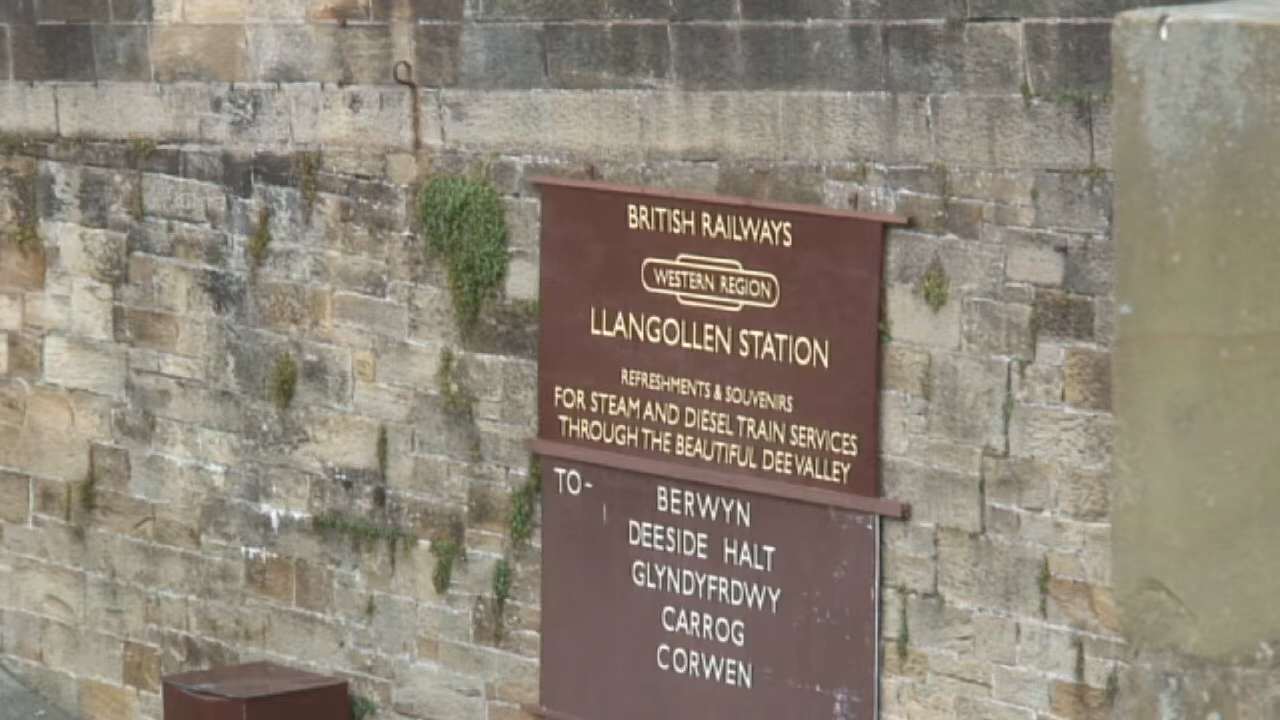 BRITISH RAILWAYS
WESTERN REGION
LLANGOLLEN STATION
REFRESHMENTS & SOUVENIRS
FOR STEAM AND DIESEL TRAIN SERVICES
THROUGH THE BEAUTIFUL DEE VALLEY
TO-
BERWYN
DEESIDE HALT
GLYNDYFRDWY
CARROG
CORWEN